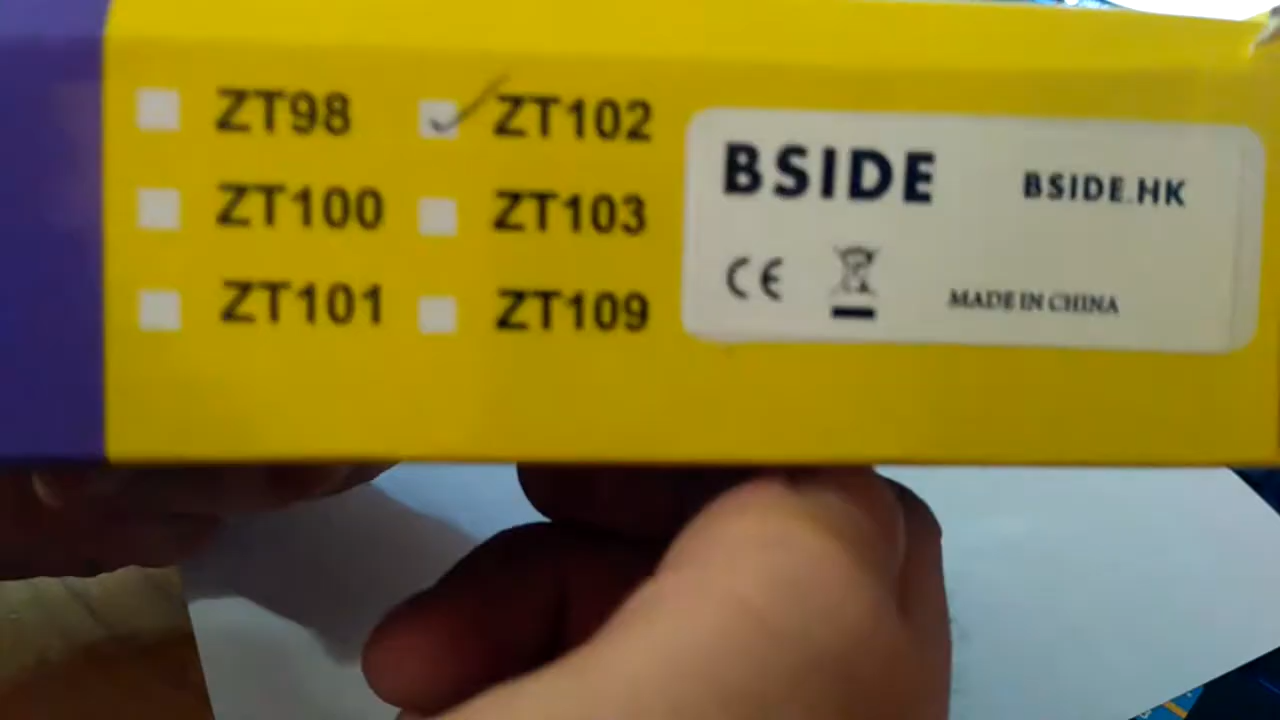 ZT98
ZT102
ZT100
ZT103
ZT101
ZT109
BSIDE
BSIDE.HK
CE
MADE IN CHINA